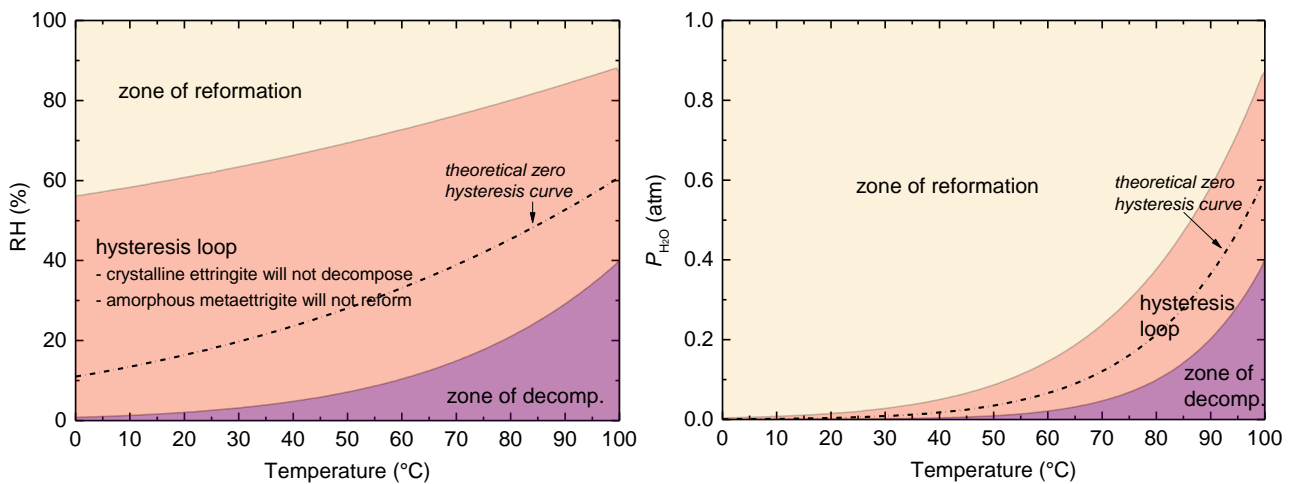 100
80
60
40
20
0
RH (%)
zone of reformation
theoretical zero
hysteresis curve
hysteresis loop
- crystalline ettringite will not decompose
- amorphous metaettrigite will not reform
zone of decomp.
0 10 20 30 40 50 60 70 80 90 100
Temperature (°C)
1.0
0.8
0.6
0.4
0.2
0.0
P_H2O (atm)
zone of reformation
theoretical zero
hysteresis curve
hysteresis
loop
zone of
decomp.
0 10 20 30 40 50 60 70 80 90 100
Temperature (°C)